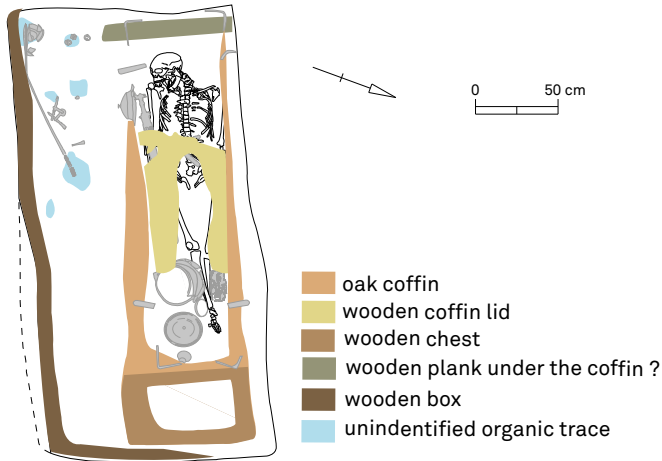 0 50 cm
oak coffin
wooden coffin lid
wooden chest
wooden plank under the coffin ?
wooden box
unidentified organic trace